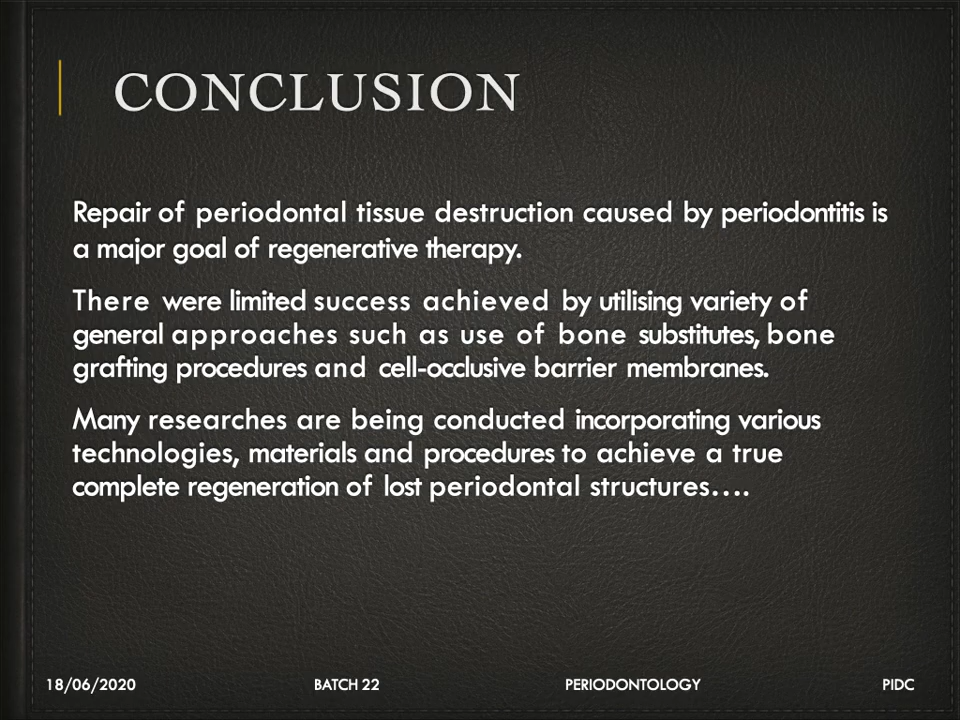 CONCLUSION
Repair of periodontal tissue destruction caused by periodontitis is
a major goal of regenerative therapy.
There were limited success achieved by utilising variety of
general approaches such as use of bone substitutes, bone
grafting procedures and cell-occlusive barrier membranes.
Many researches are being conducted incorporating various
technologies, materials and procedures to achieve a true
complete regeneration of lost periodontal structures….
18/06/2020 BATCH 22 PERIODONTOLOGY PIDC